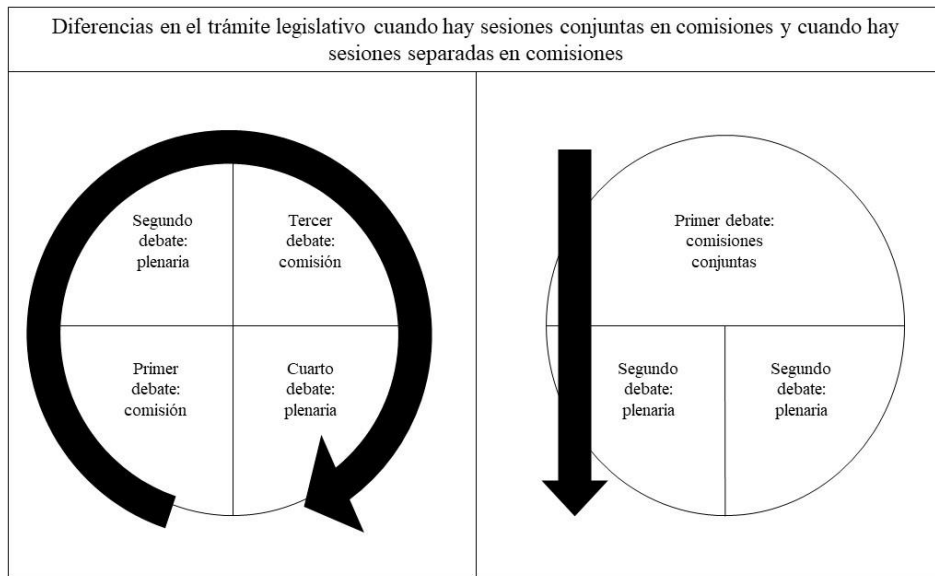 Diferencias en el trámite legislativo cuando hay sesiones conjuntas en comisiones y cuando hay
sesiones separadas en comisiones
Segundo
debate:
plenaria
Tercer
debate:
comisión
Primer
debate:
comisión
Cuarto
debate:
plenaria
Primer debate:
comisiones
conjuntas
Segundo
debate:
plenaria
Segundo
debate:
plenaria